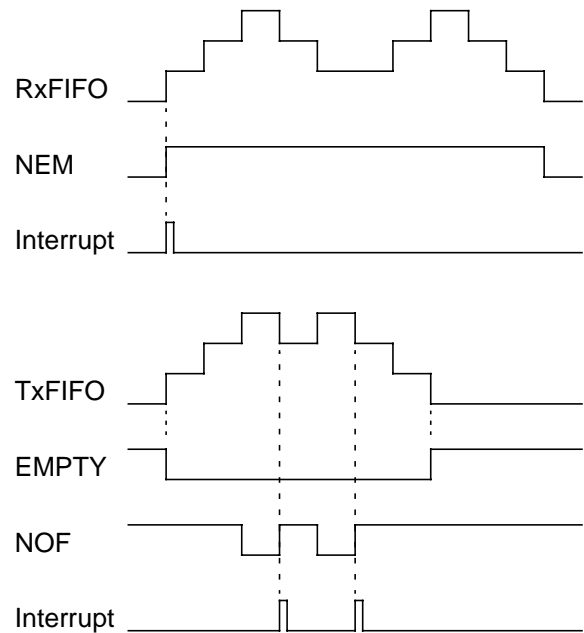 RxFIFO
NEM
Interrupt
TxFIFO
EMPTY
NOF
Interrupt